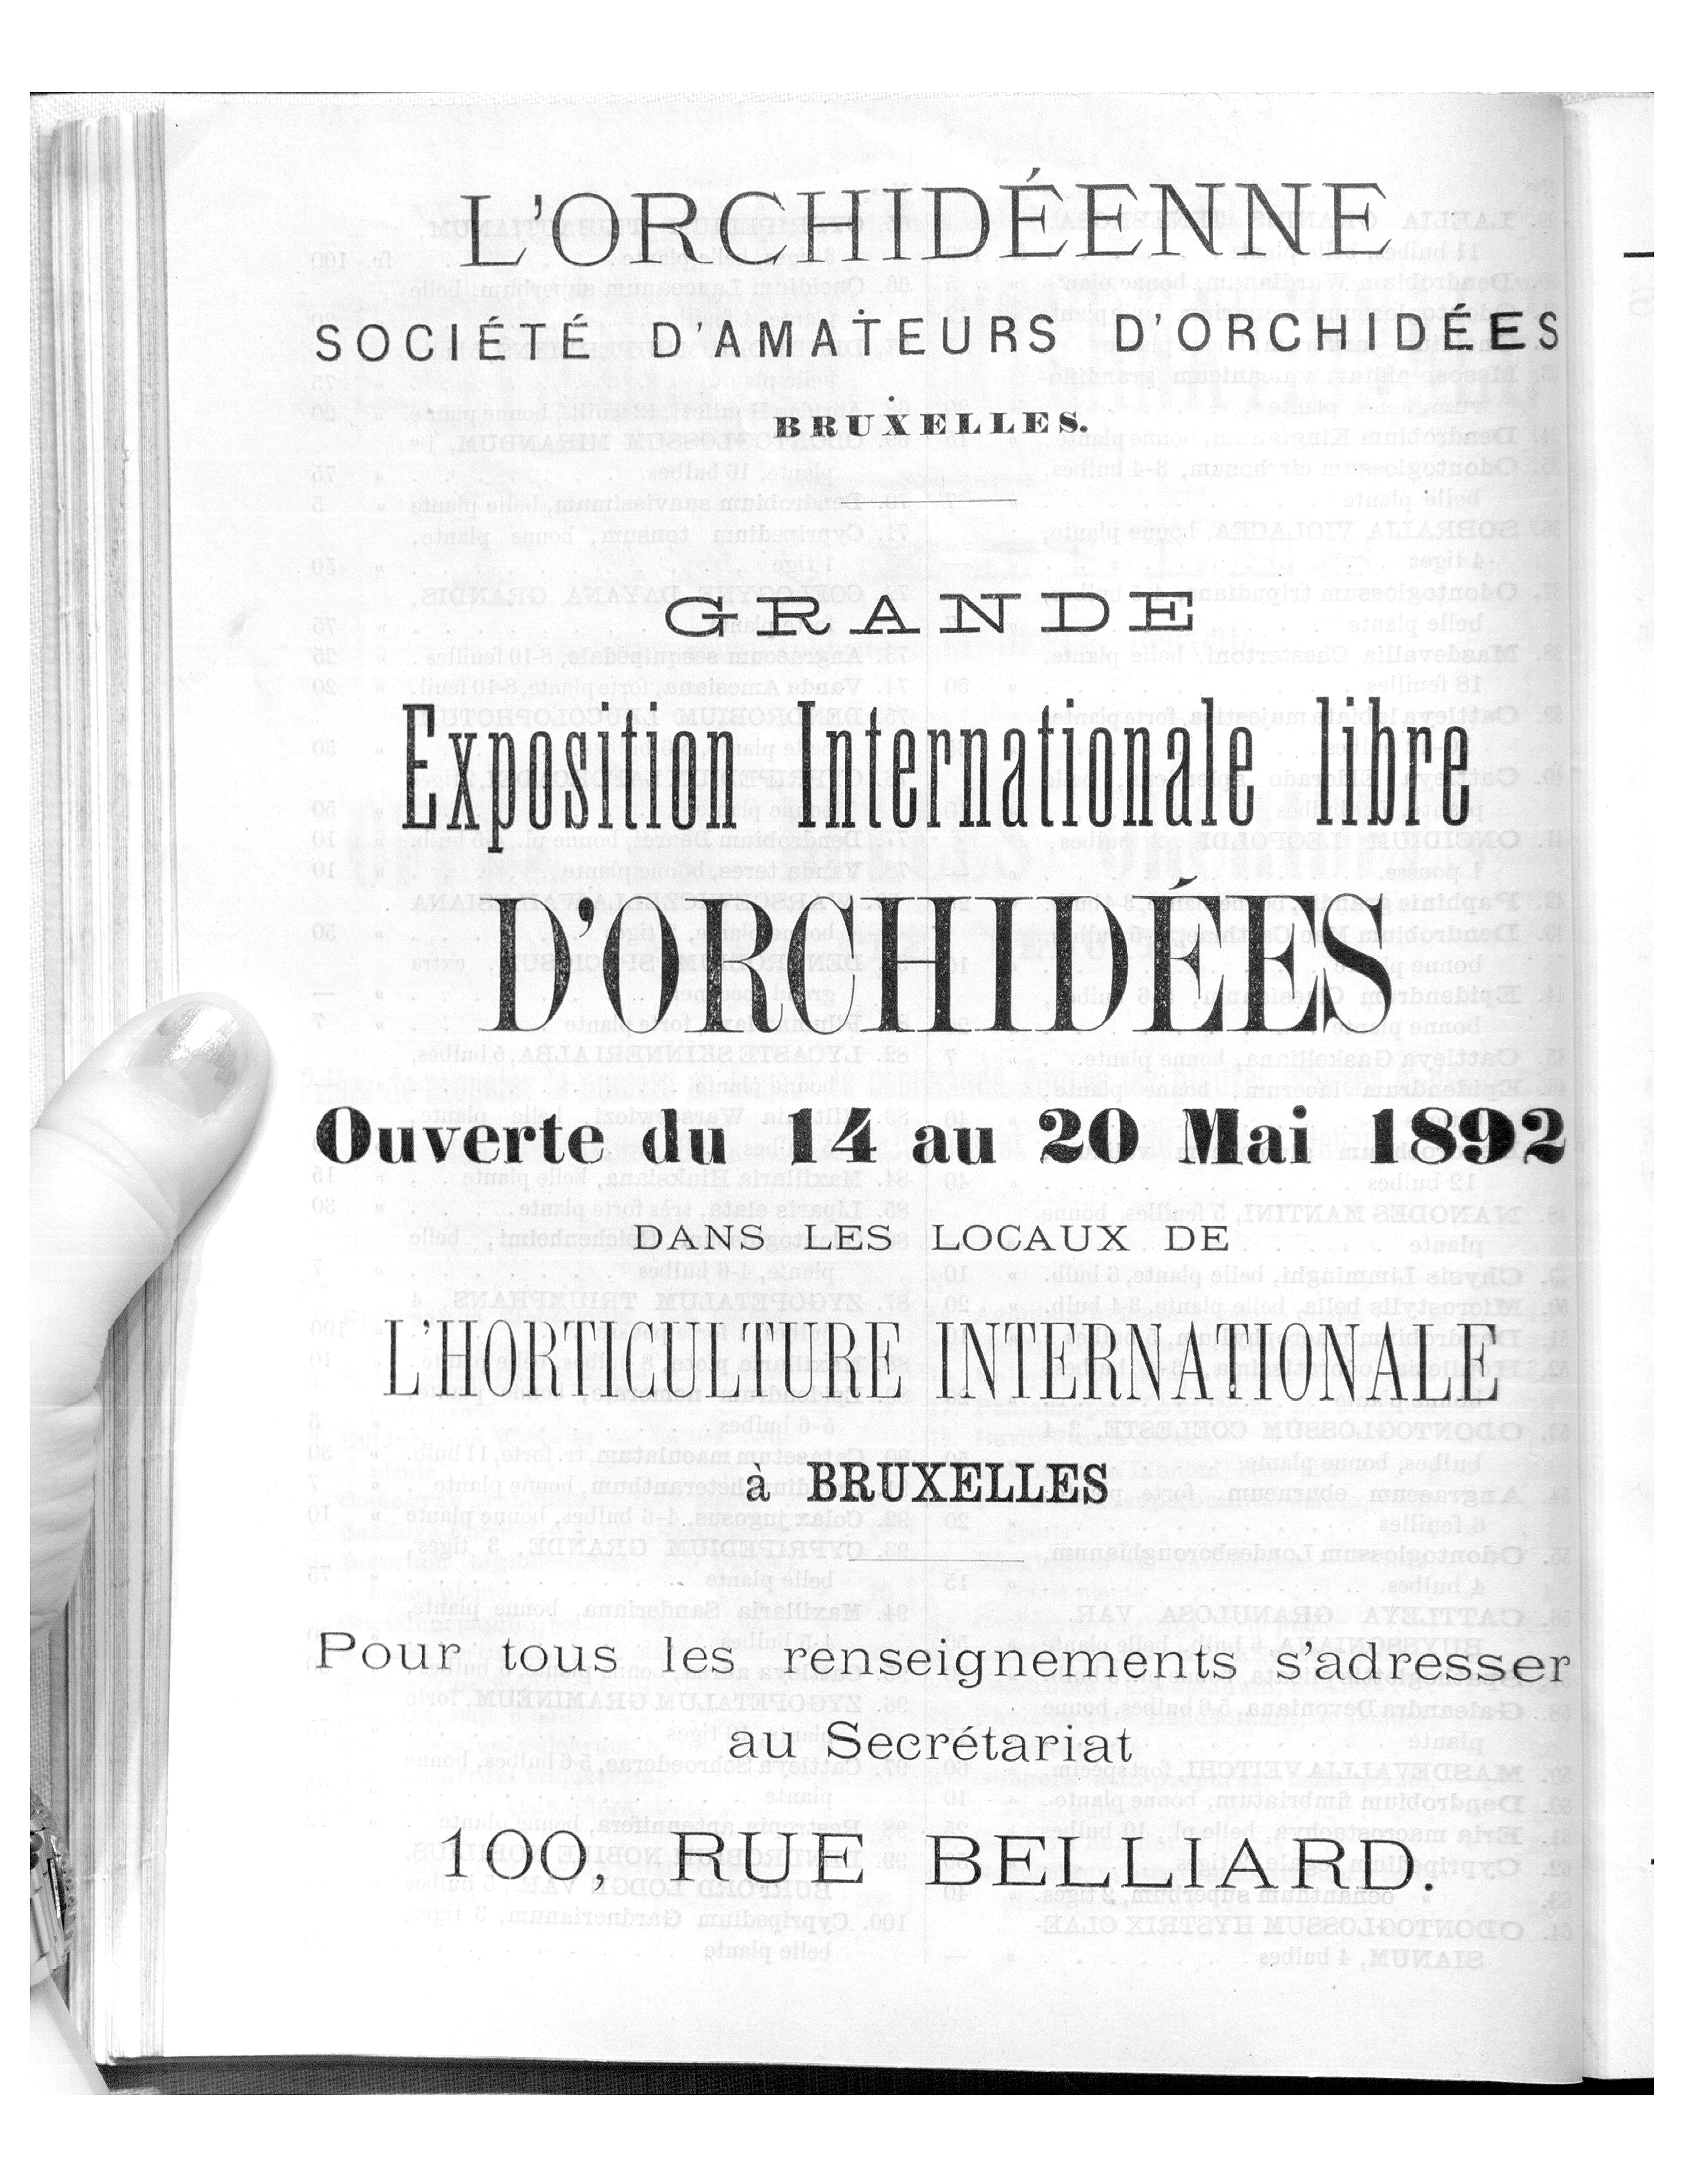 L'ORCHIDÉENNE
SOCIÉTÉ D'AMATEURS D'ORCHIDÉES
BRUXELLES.
GRANDE
Exposition Internationale libre
D'ORCHIDÉES
Ouverte du 14 au 20 Mai 1892
DANS LES LOCAUX DE
L'HORTICULTURE INTERNATIONALE
à BRUXELLES
Pour tous les renseignements s'adresser
au Secrétariat
100, RUE BELLIARD.